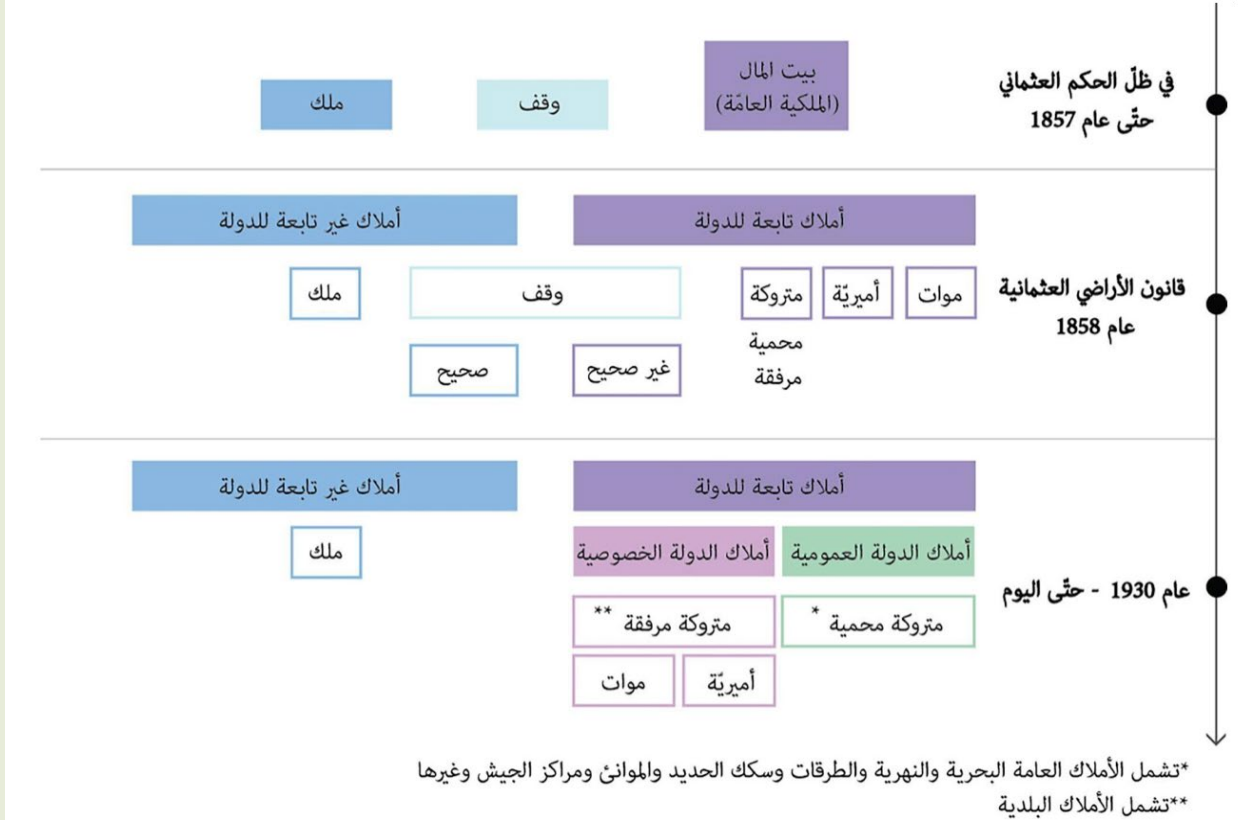 في ظلّ الحكم العثماني
حتّى عام 1857
بيت المال
(الملكية العامّة)
وقف
ملك
قانون الأراضي العثمانية
عام 1858
أملاك تابعة للدولة
أملاك غير تابعة للدولة
موات
أميريّة
متروكة
وقف
ملك
محمية
مرفقة
غير صحيح
صحيح
عام 1930 - حتّى اليوم
أملاك تابعة للدولة
أملاك غير تابعة للدولة
أملاك الدولة العمومية
أملاك الدولة الخصوصية
ملك
متروكة محمية *
متروكة مرفقة **
أميريّة
موات
*تشمل الأملاك العامة البحرية والنهرية والطرقات وسكك الحديد والموانئ ومراكز الجيش وغيرها
**تشمل الأملاك البلدية